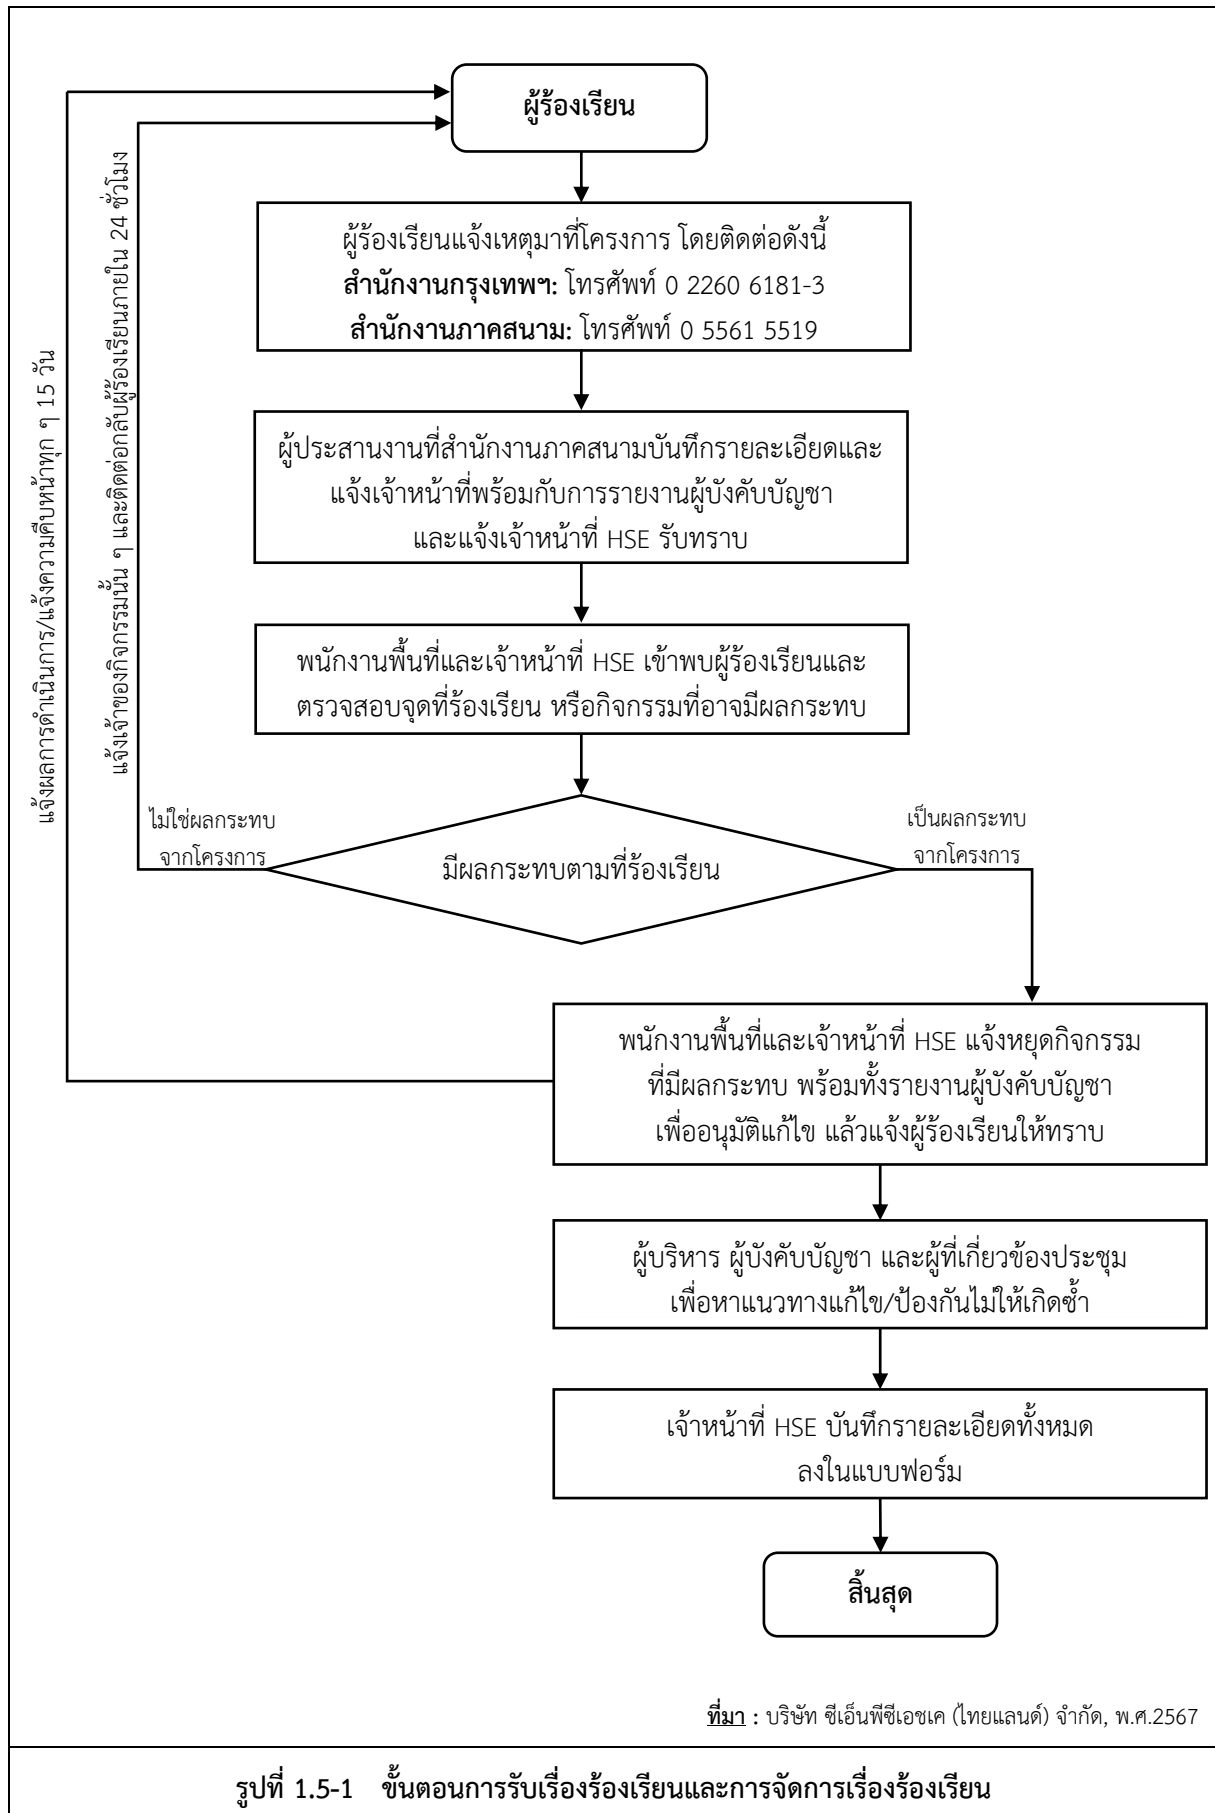 ผู้ร้องเรียน
ผู้ร้องเรียนแจ้งเหตุมาที่โครงการ โดยติดต่อดังนี้
สำนักงานกรุงเทพฯ: โทรศัพท์ 0 2260 6181-3
สำนักงานภาคสนาม: โทรศัพท์ 0 5561 5519
แจ้งผลการดำเนินการ/แจ้งความคืบหน้าทุก ๆ 15 วัน
แจ้งเจ้าของกิจกรรมนั้น ๆ และติดต่อกลับผู้ร้องเรียนภายใน 24 ชั่วโมง
ผู้ประสานงานที่สำนักงานภาคสนามบันทึกรายละเอียดและ
แจ้งเจ้าหน้าที่พร้อมกับการรายงานผู้บังคับบัญชา
และแจ้งเจ้าหน้าที่ HSE รับทราบ
พนักงานพื้นที่และเจ้าหน้าที่ HSE เข้าพบผู้ร้องเรียนและ
ตรวจสอบจุดที่ร้องเรียน หรือกิจกรรมที่อาจมีผลกระทบ
ไม่ใช่ผลกระทบ
จากโครงการ
มีผลกระทบตามที่ร้องเรียน
เป็นผลกระทบ
จากโครงการ
พนักงานพื้นที่และเจ้าหน้าที่ HSE แจ้งหยุดกิจกรรม
ที่มีผลกระทบ พร้อมทั้งรายงานผู้บังคับบัญชา
เพื่ออนุมัติแก้ไข แล้วแจ้งผู้ร้องเรียนให้ทราบ
ผู้บริหาร ผู้บังคับบัญชา และผู้ที่เกี่ยวข้องประชุม
เพื่อหาแนวทางแก้ไข/ป้องกันไม่ให้เกิดซ้ำ
เจ้าหน้าที่ HSE บันทึกรายละเอียดทั้งหมด
ลงในแบบฟอร์ม
สิ้นสุด
ที่มา : บริษัท ซีเอ็นพีซีเอชเค (ไทยแลนด์) จำกัด, พ.ศ.2567
รูปที่ 1.5-1 ขั้นตอนการรับเรื่องร้องเรียนและการจัดการเรื่องร้องเรียน